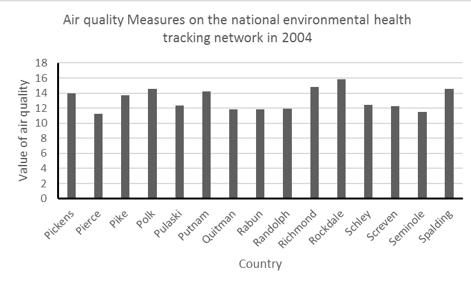 Air quality Measures on the national environmental health
tracking network in 2004
Value of air quality
18
16
14
12
10
8
6
4
2
0
Pickens
Pierce
Pike
Polk
Pulaski
Putnam
Quitman
Rabun
Randolph
Richmond
Rockdale
Schley
Screven
Seminole
Spalding
Country